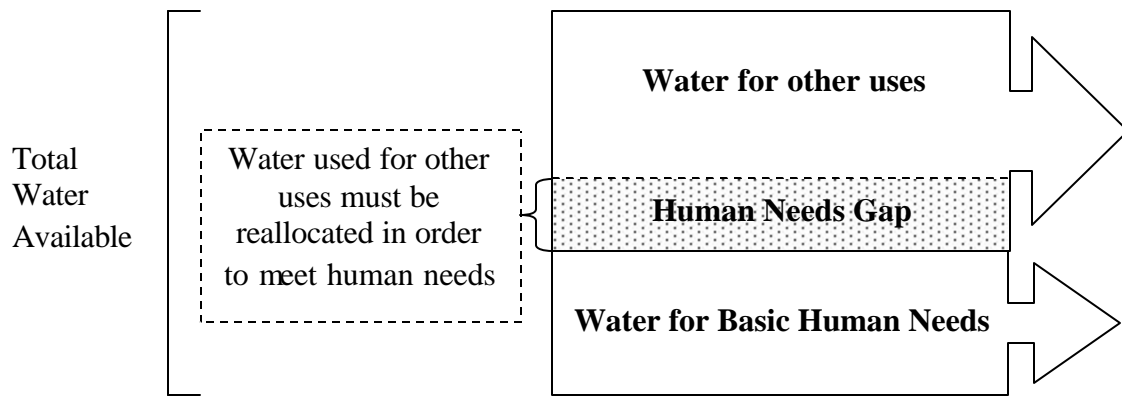 Total
Water
Available
Water used for other
uses must be
reallocated in order
to meet human needs
Water for other uses
Human Needs Gap
Water for Basic Human Needs